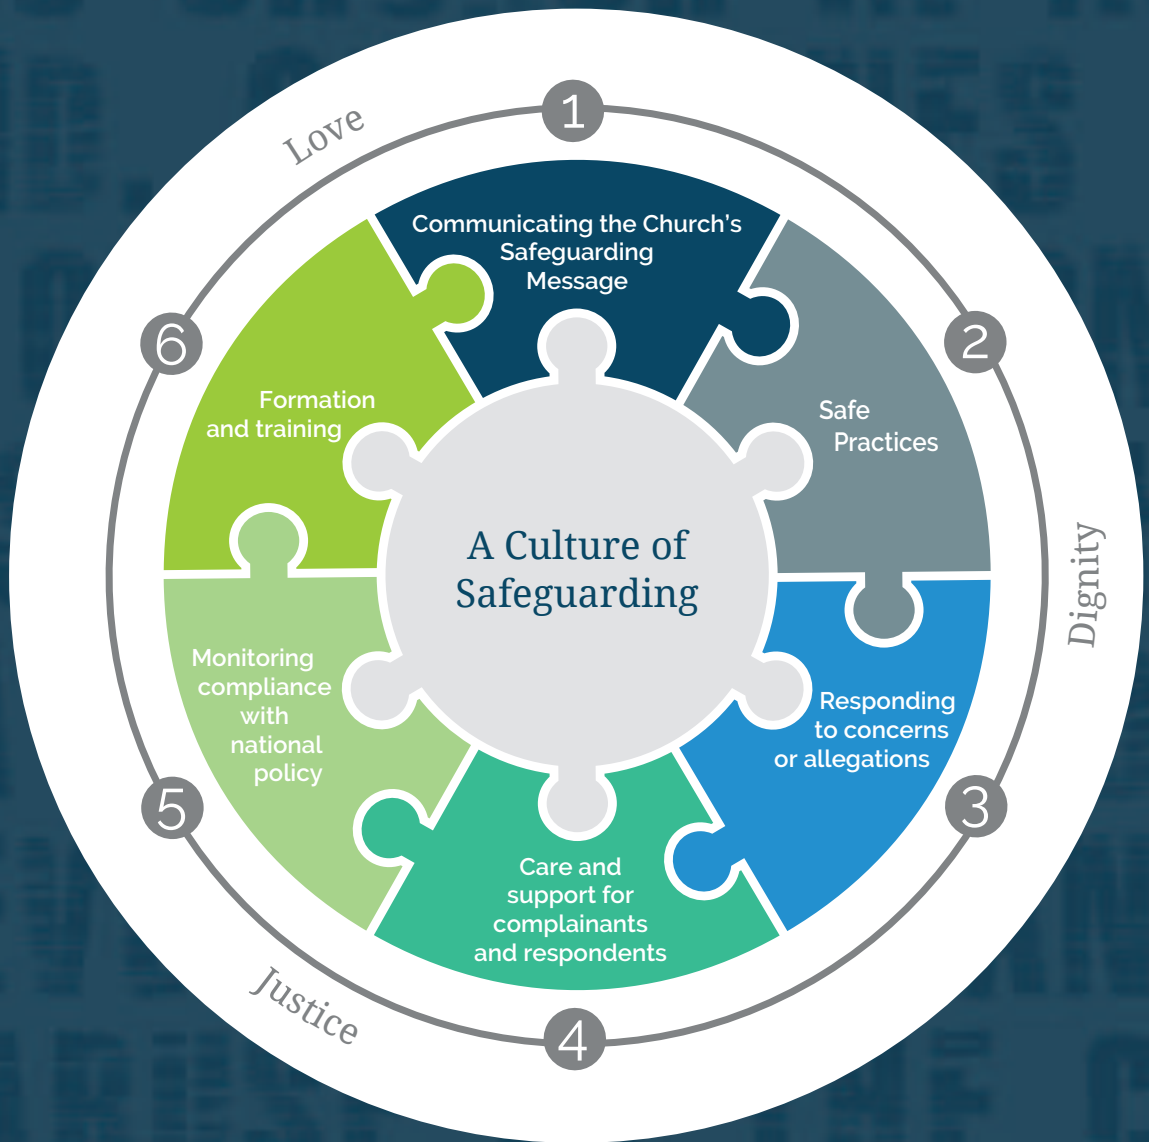 Love
1
Communicating the Church's
Safeguarding
Message
6
2
Formation
and training
Safe
Practices
A Culture of
Safeguarding
Dignity
Monitoring
compliance
with
national
policy
Responding
to concerns
or allegations
5
3
Care and
support for
complainants
and respondents
Justice
4